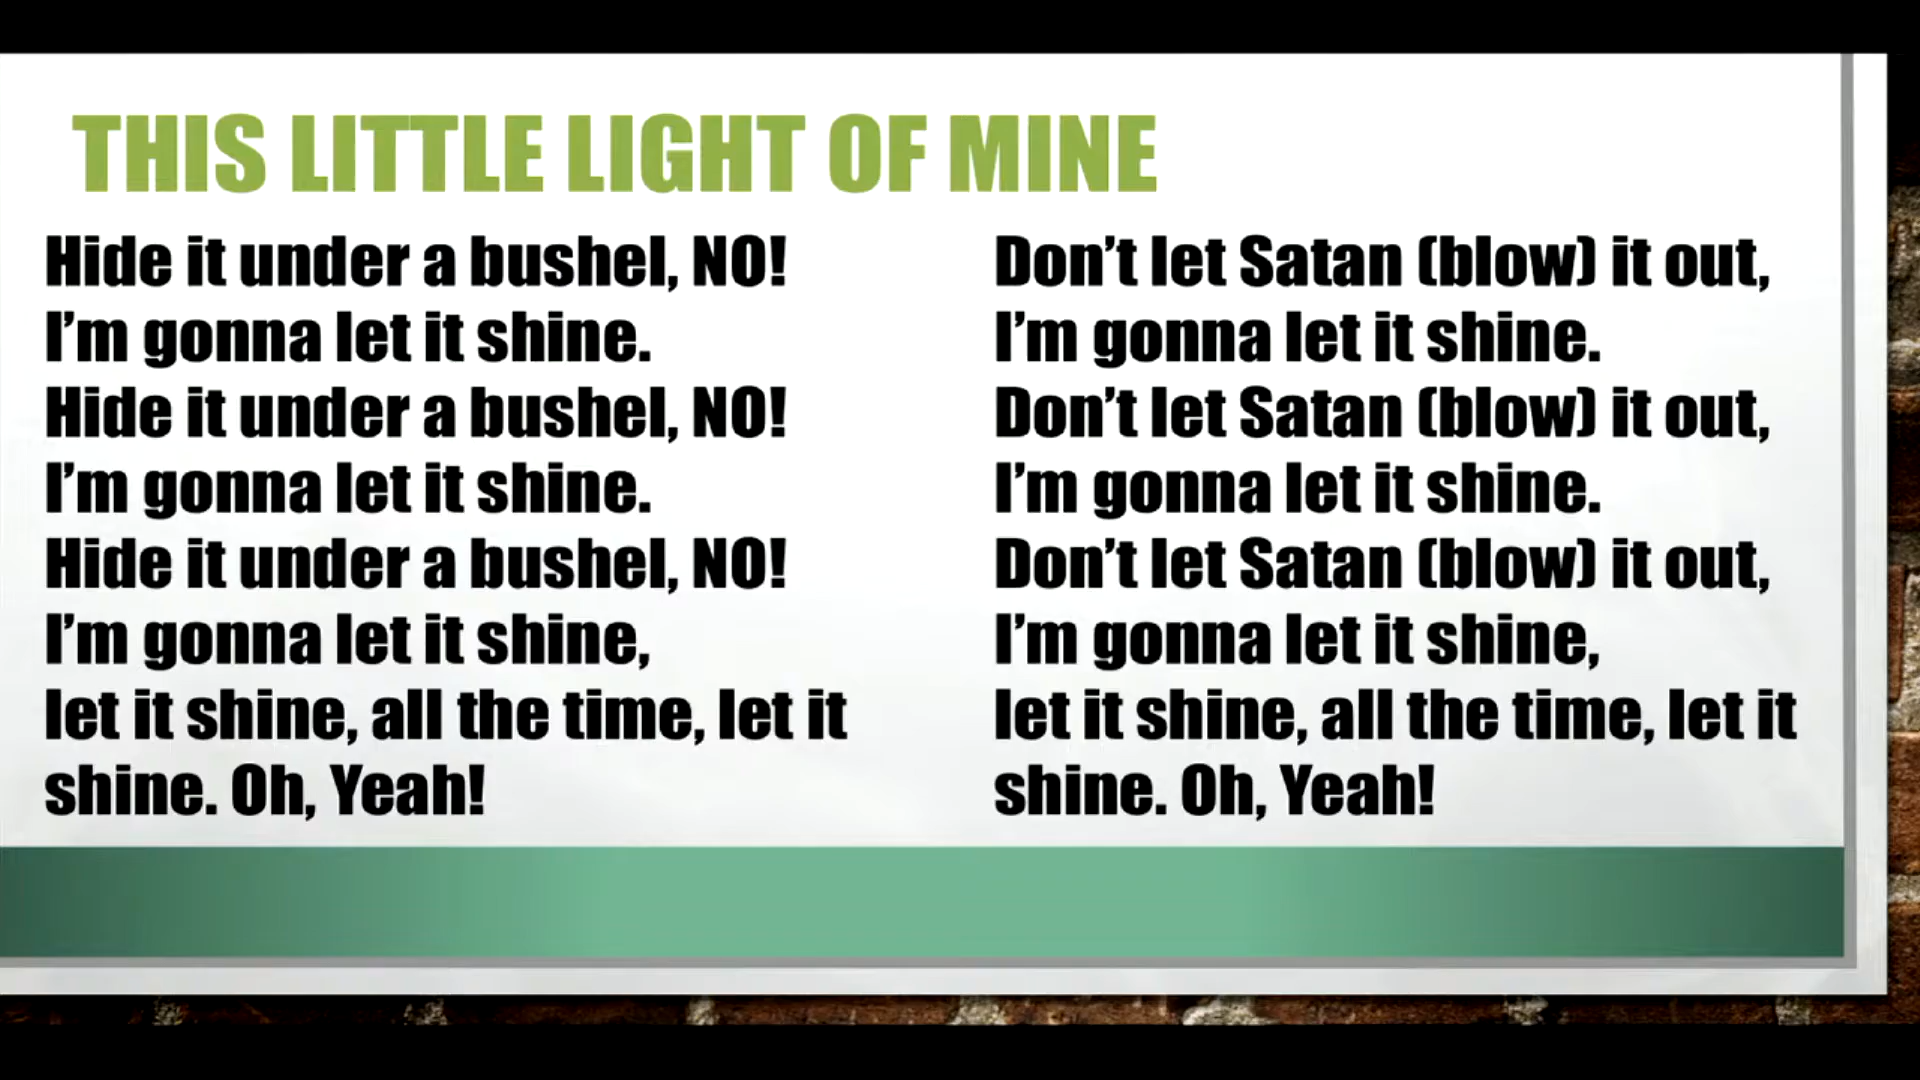 THIS LITTLE LIGHT OF MINE
Hide it under a bushel, NO!
I’m gonna let it shine.
Hide it under a bushel, NO!
I’m gonna let it shine.
Hide it under a bushel, NO!
I’m gonna let it shine,
let it shine, all the time, let it
shine. Oh, Yeah!
Don’t let Satan (blow) it out,
I’m gonna let it shine.
Don’t let Satan (blow) it out,
I’m gonna let it shine.
Don’t let Satan (blow) it out,
I’m gonna let it shine,
let it shine, all the time, let it
shine. Oh, Yeah!